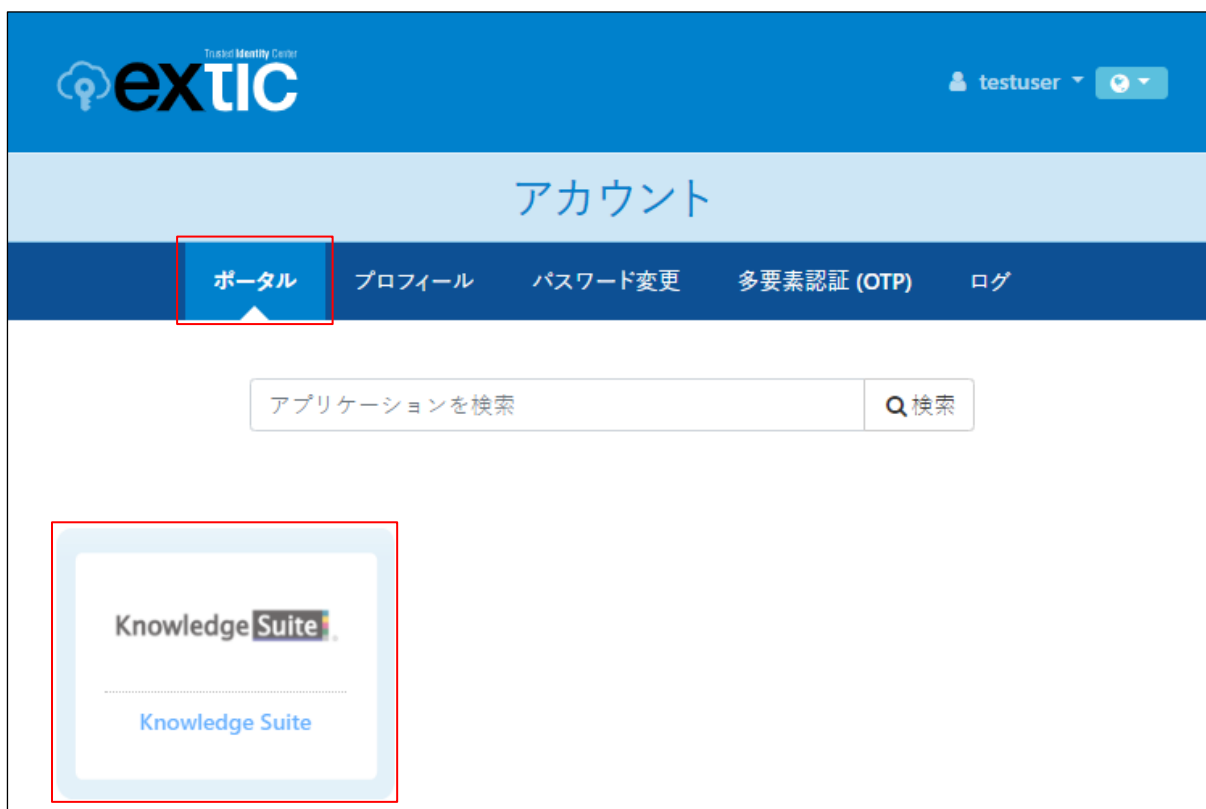 Trusted Identity Center
extic
testuser
アカウント
ポータル プロフィール パスワード変更 多要素認証 (OTP) ログ
アプリケーションを検索 検索
Knowledge Suite
Knowledge Suite